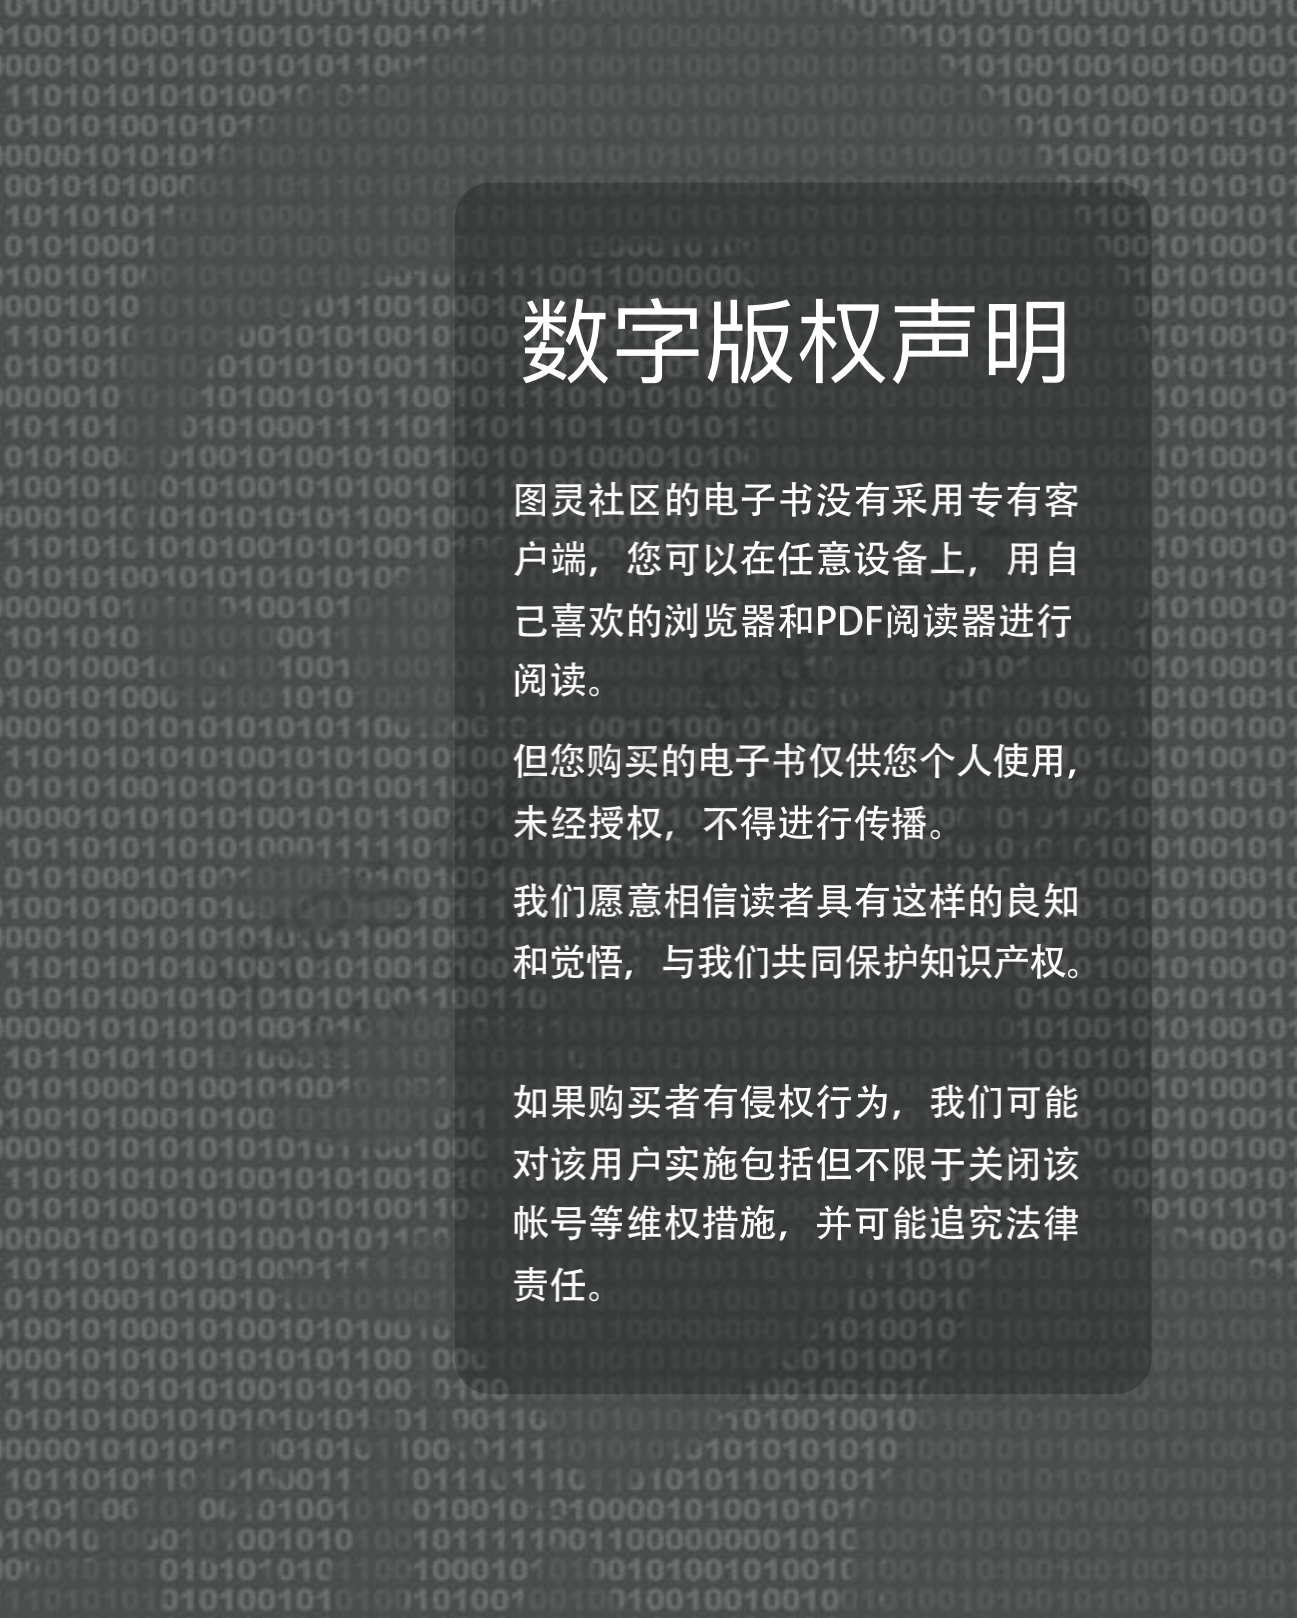 数字版权声明
图灵社区的电子书没有采用专有客
户端，您可以在任意设备上，用自
己喜欢的浏览器和PDF阅读器进行
阅读。
但您购买的电子书仅供您个人使用，
未经授权，不得进行传播。
我们愿意相信读者具有这样的良知
和觉悟，与我们共同保护知识产权。
如果购买者有侵权行为，我们可能
对该用户实施包括但不限于关闭该
帐号等维权措施，并可能追究法律
责任。